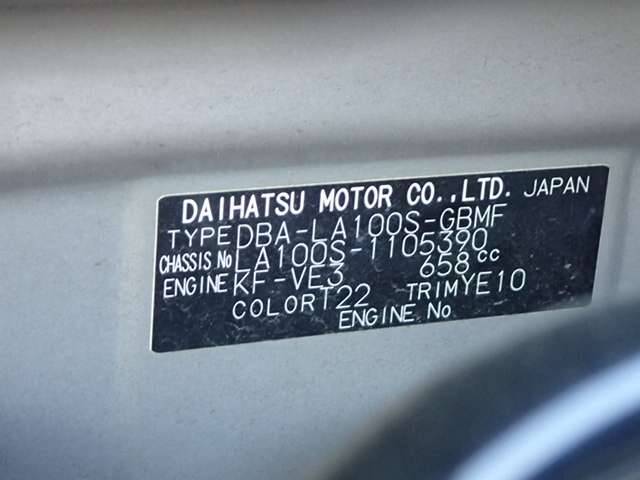 DAIHATSU MOTOR CO.,LTD. JAPAN
TYPE DBA-LA100S-GBMF
CHASSIS No LA100S-1105390
ENGINE KF-VE3 658cc
COLOR T22 TRIM YE10
ENGINE No